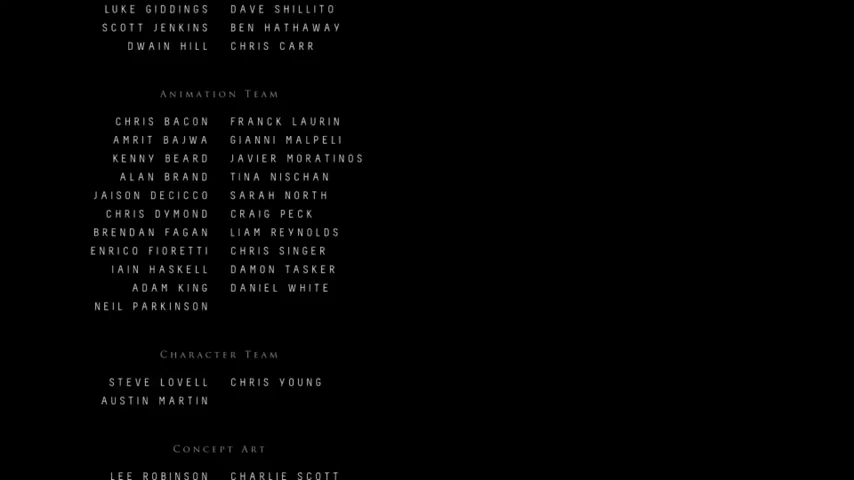 LUKE GIDDINGS DAVE SHILLITO
SCOTT JENKINS BEN HATHAWAY
DWAIN HILL CHRIS CARR
ANIMATION TEAM
CHRIS BACON FRANCK LAURIN
AMRIT BAJWA GIANNI MALPELI
KENNY BEARD JAVIER MORATINOS
ALAN BRAND TINA NISCHAN
JAISON DECICCO SARAH NORTH
CHRIS DYMOND CRAIG PECK
BRENDAN FAGAN LIAM REYNOLDS
ENRICO FIORETTI CHRIS SINGER
IAIN HASKELL DAMON TASKER
ADAM KING DANIEL WHITE
NEIL PARKINSON
CHARACTER TEAM
STEVE LOVELL CHRIS YOUNG
AUSTIN MARTIN
CONCEPT ART
LEE ROBINSON CHARLIE SCOTT